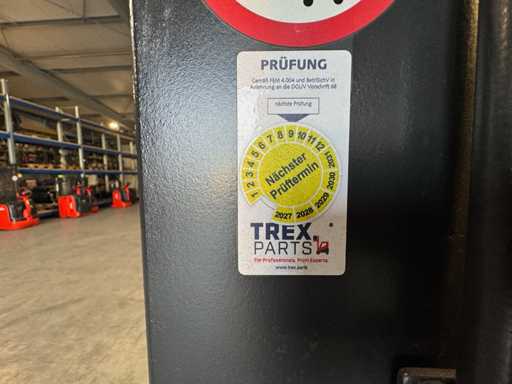 PRÜFUNG
Gemäß FEM 4.004 und BetrSichV in
Anlehnung an die DGUV Vorschrift 68
nächste Prüfung
1 2 3 4 5 6 7 8 9 10 11 12
Nächster
Prüftermin
2027 2028 2029 2030 2031
TREX.
PARTS
For Professionals. From Experts.
www.trex.parts